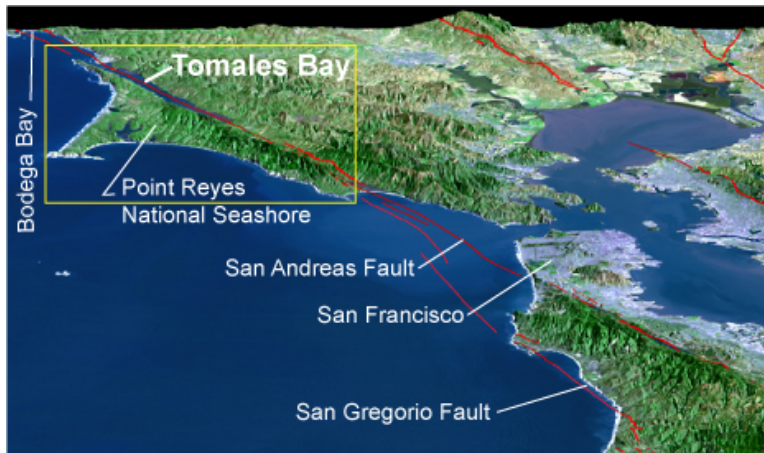 Tomales Bay
Bodega Bay
Point Reyes
National Seashore
San Andreas Fault
San Francisco
San Gregorio Fault